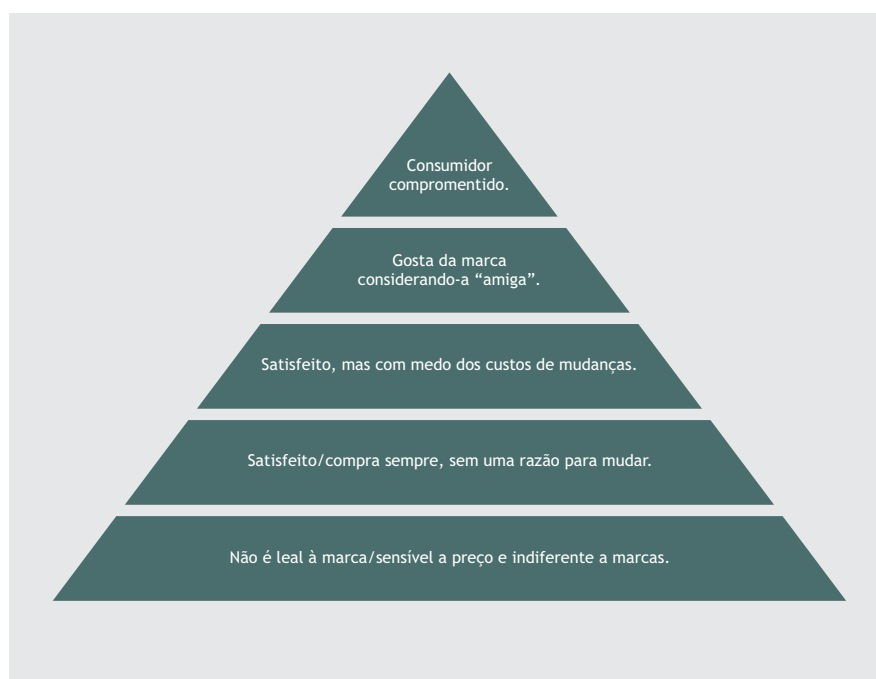 Consumidor
compromentido.
Gosta da marca
considerando-a “amiga”.
Satisfeito, mas com medo dos custos de mudanças.
Satisfeito/compra sempre, sem uma razão para mudar.
Não é leal à marca/sensível a preço e indiferente a marcas.